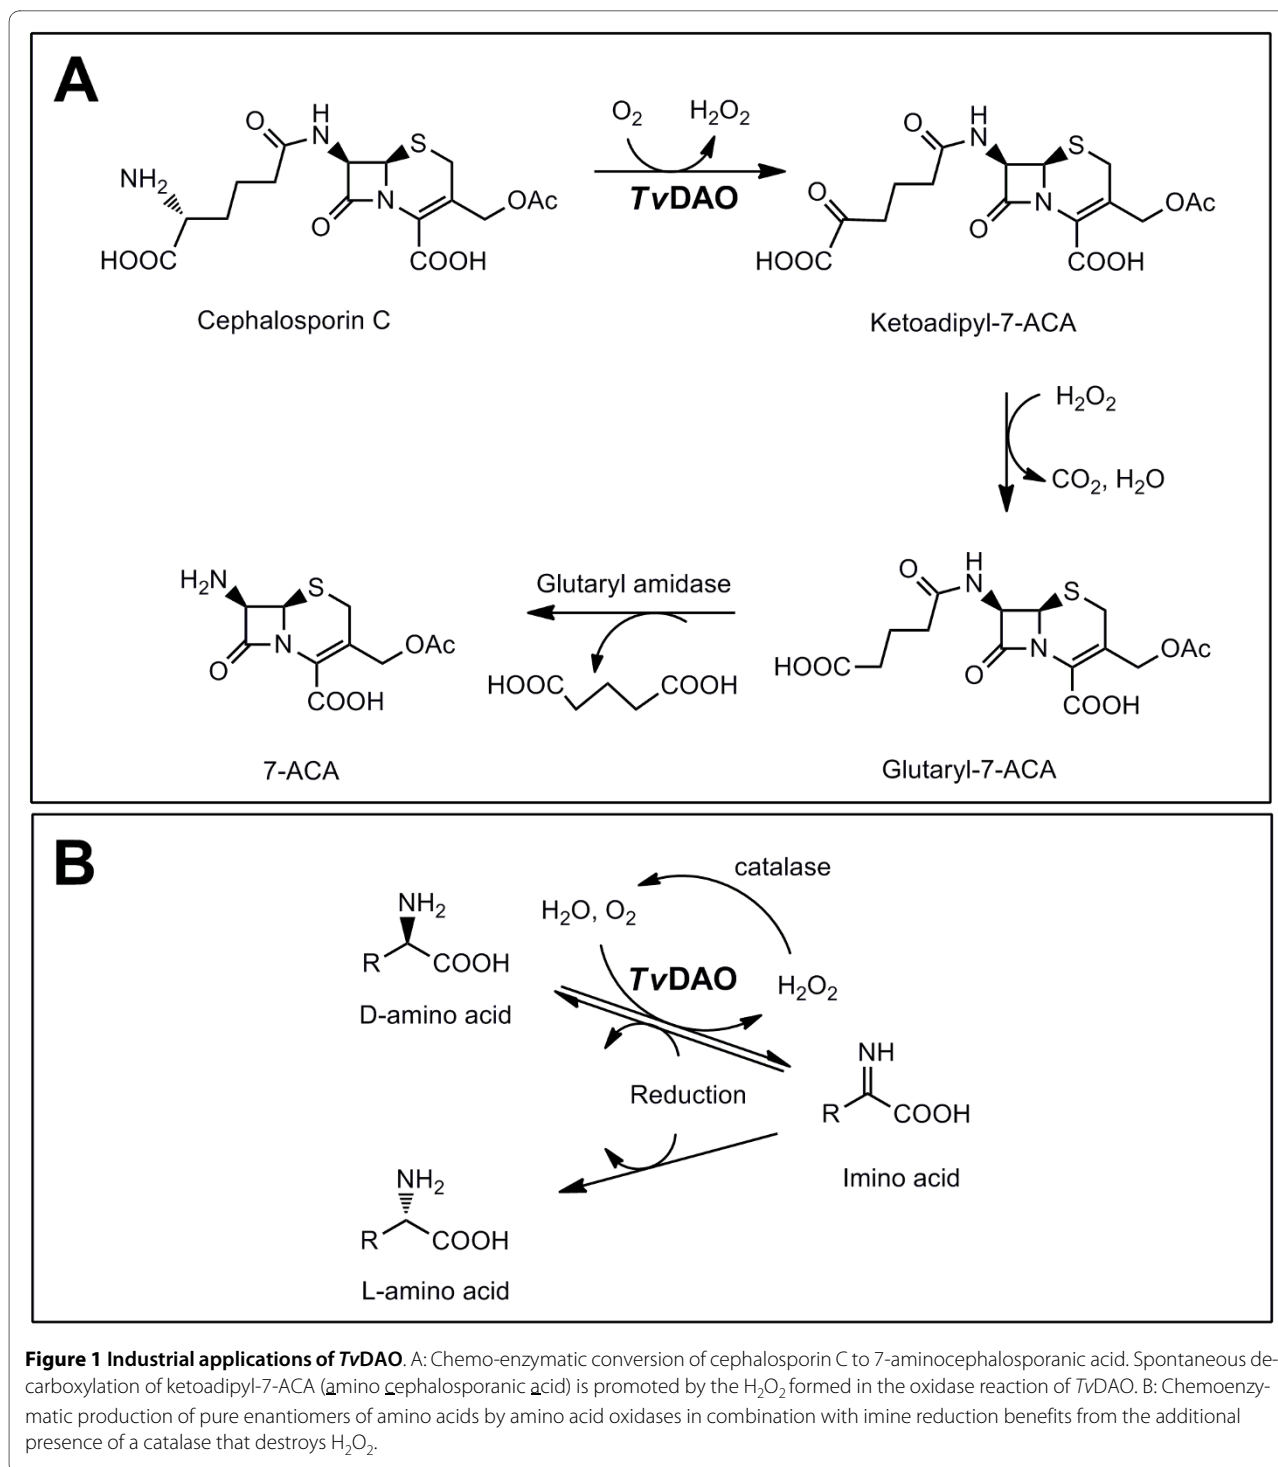 A
O
H
N
S
NH2
N
O
OAc
HOOC
COOH
Cephalosporin C
O2 H2O2
TvDAO
O
H
N
S
O
N
O
OAc
HOOC
COOH
Ketoadipyl-7-ACA
H2O2
CO2, H2O
O
H
N
S
HOOC
N
O
OAc
COOH
Glutaryl-7-ACA
Glutaryl amidase
HOOC COOH
H2N
S
N
O
OAc
COOH
7-ACA
B
catalase
NH2
H2O, O2
R COOH
TvDAO
H2O2
D-amino acid
NH
Reduction
R COOH
Imino acid
NH2
R COOH
L-amino acid
Figure 1 Industrial applications of TvDAO. A: Chemo-enzymatic conversion of cephalosporin C to 7-aminocephalosporanic acid. Spontaneous de-
carboxylation of ketoadipyl-7-ACA (amino cephalosporanic acid) is promoted by the H2O2 formed in the oxidase reaction of TvDAO. B: Chemoenzy-
matic production of pure enantiomers of amino acids by amino acid oxidases in combination with imine reduction benefits from the additional
presence of a catalase that destroys H2O2.